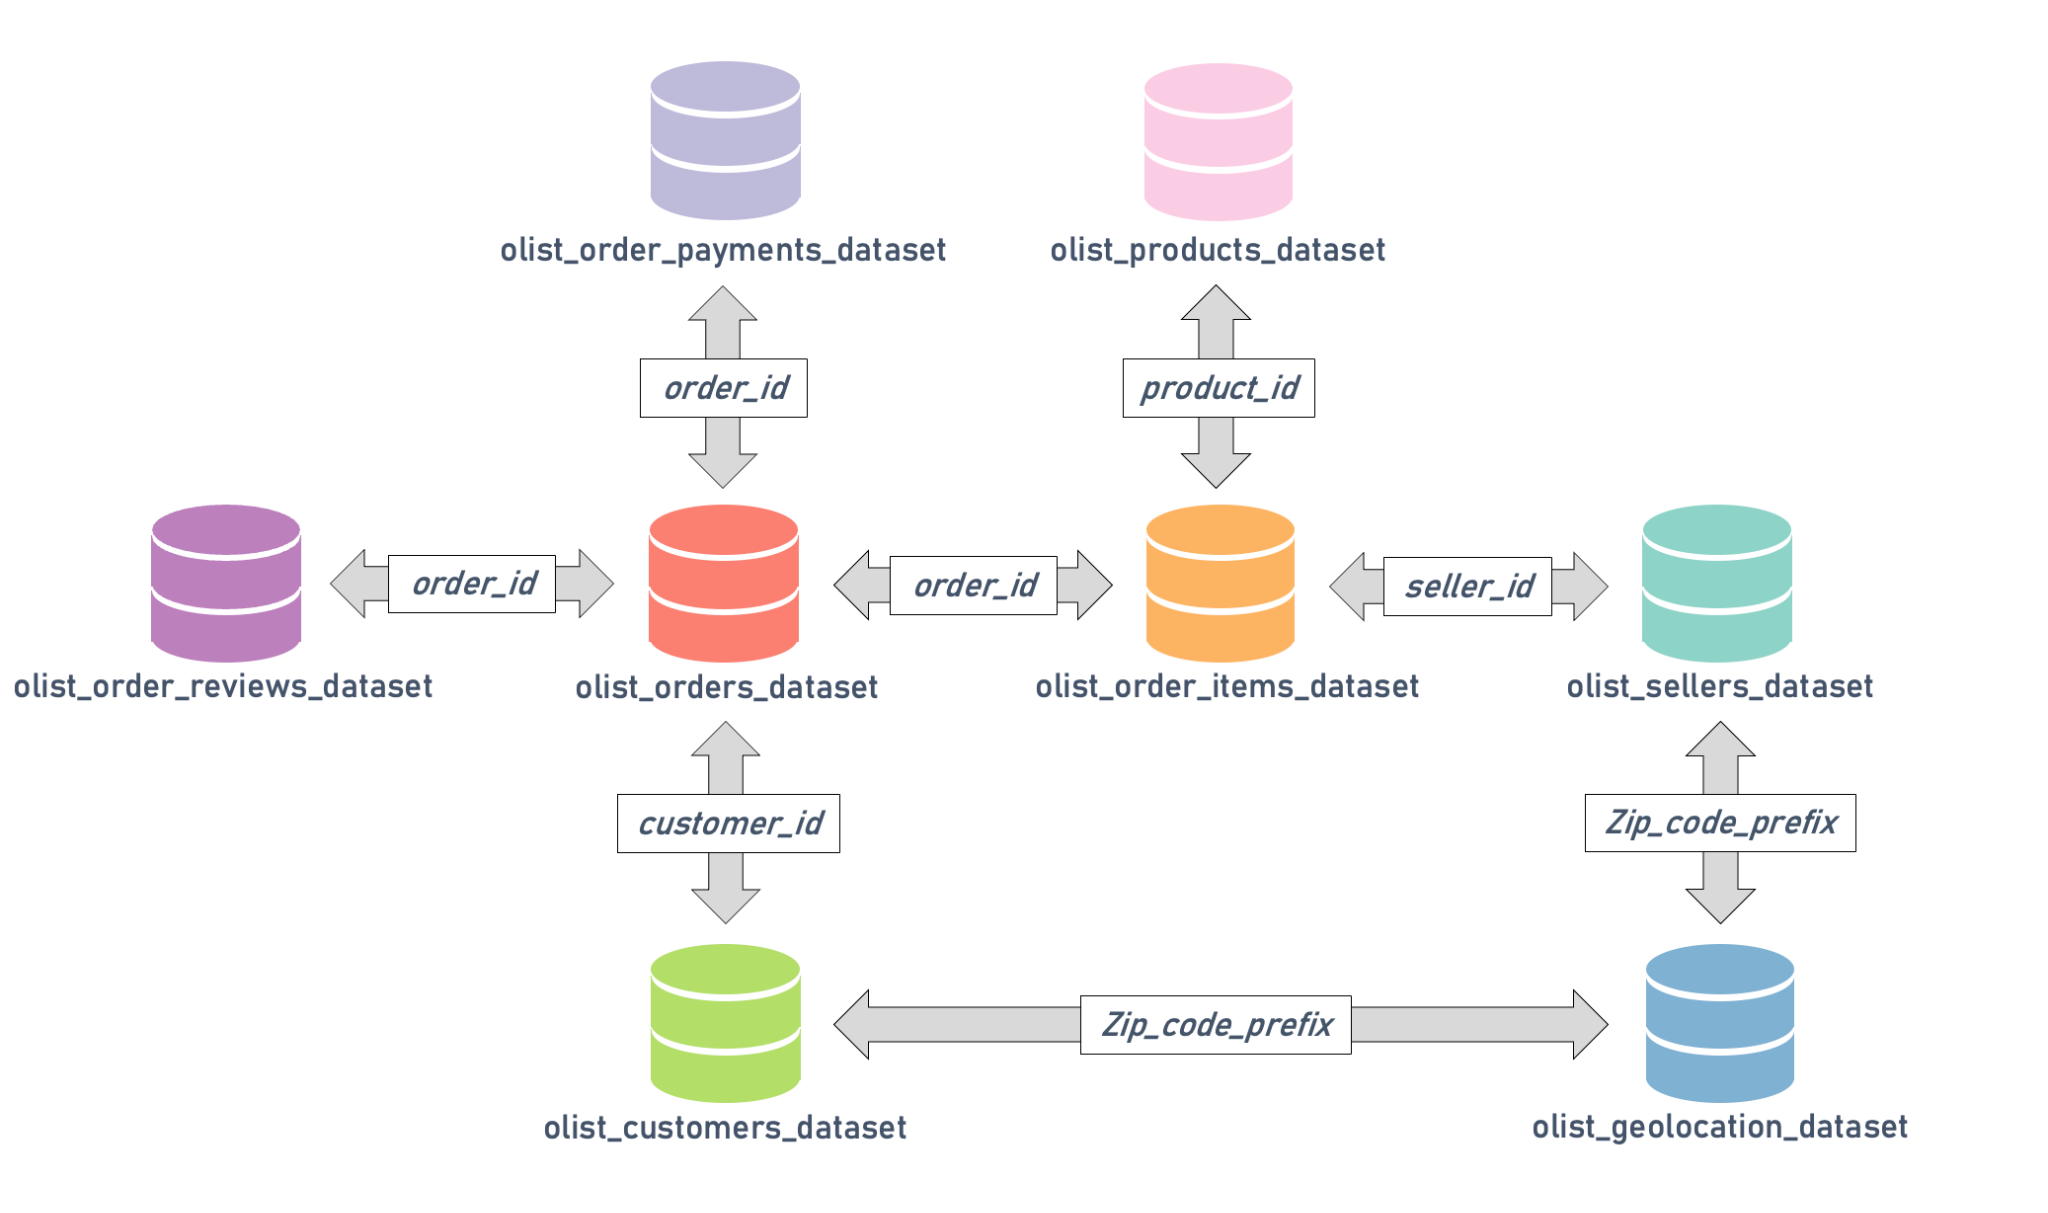 olist_order_payments_dataset
olist_products_dataset
order_id
product_id
order_id
order_id
seller_id
olist_order_reviews_dataset
olist_orders_dataset
olist_order_items_dataset
olist_sellers_dataset
customer_id
Zip_code_prefix
Zip_code_prefix
olist_customers_dataset
olist_geolocation_dataset